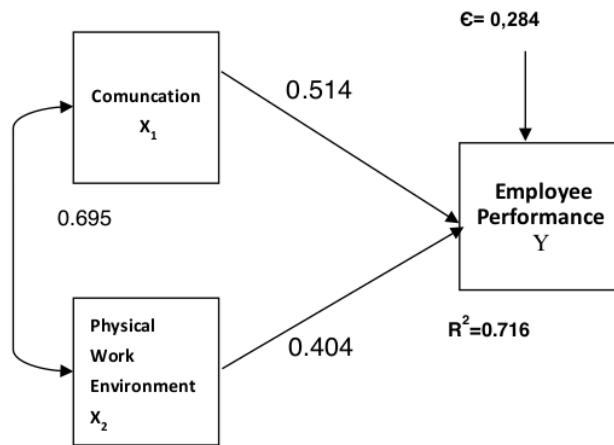 Є= 0,284
Comuncation
X1
0.514
Employee
Performance
Y
0.695
Physical
Work
Environment
X2
0.404
R²=0.716